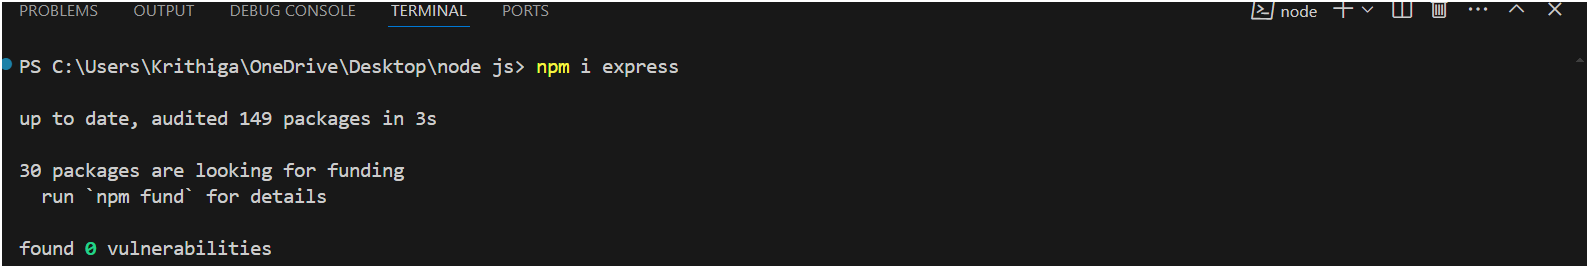 PROBLEMS OUTPUT DEBUG CONSOLE TERMINAL PORTS node
PS C:\Users\Krithiga\OneDrive\Desktop\node js> npm i express
up to date, audited 149 packages in 3s
30 packages are looking for funding
run `npm fund` for details
found 0 vulnerabilities